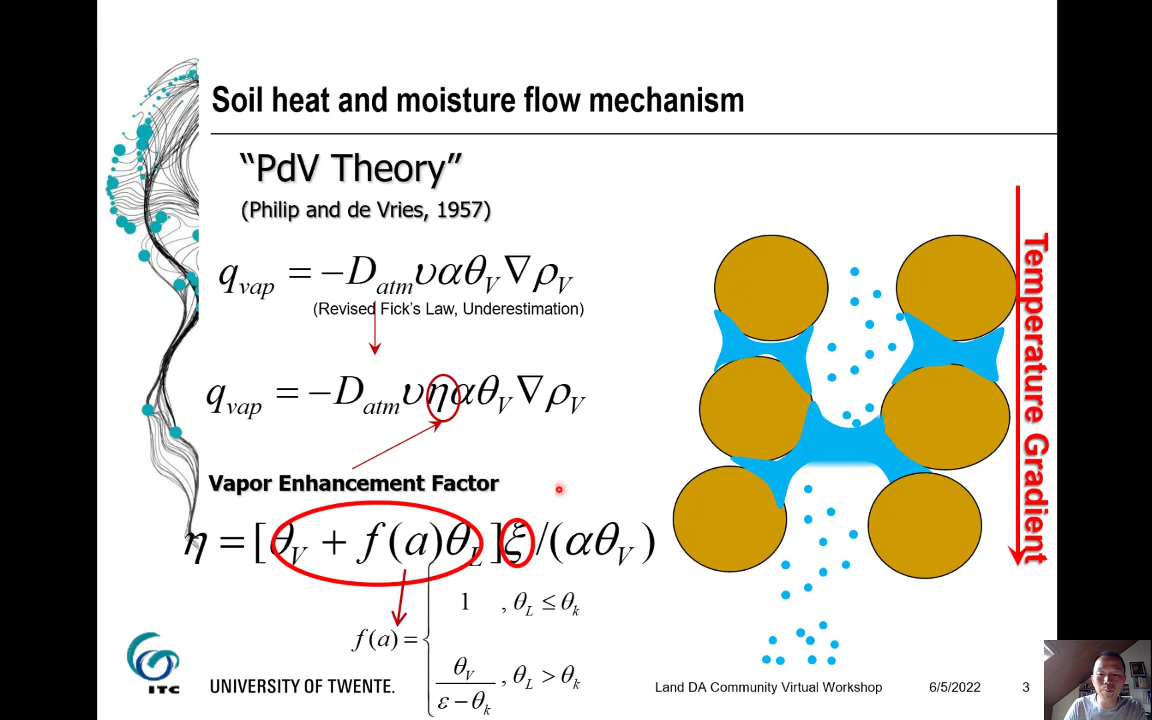 Soil heat and moisture flow mechanism
“PdV Theory”
(Philip and de Vries, 1957)
q_vap = −D_atm υαθ_V ∇ρ_V
(Revised Fick's Law, Underestimation)
q_vap = −D_atm υηαθ_V ∇ρ_V
Vapor Enhancement Factor
η = [θ_V + f(a)θ_L]ξ/(αθ_V)
f(a) = { 1 , θ_L ≤ θ_k
θ_V/(ε − θ_k) , θ_L > θ_k
Temperature Gradient
ITC
UNIVERSITY OF TWENTE.
Land DA Community Virtual Workshop
6/5/2022
3